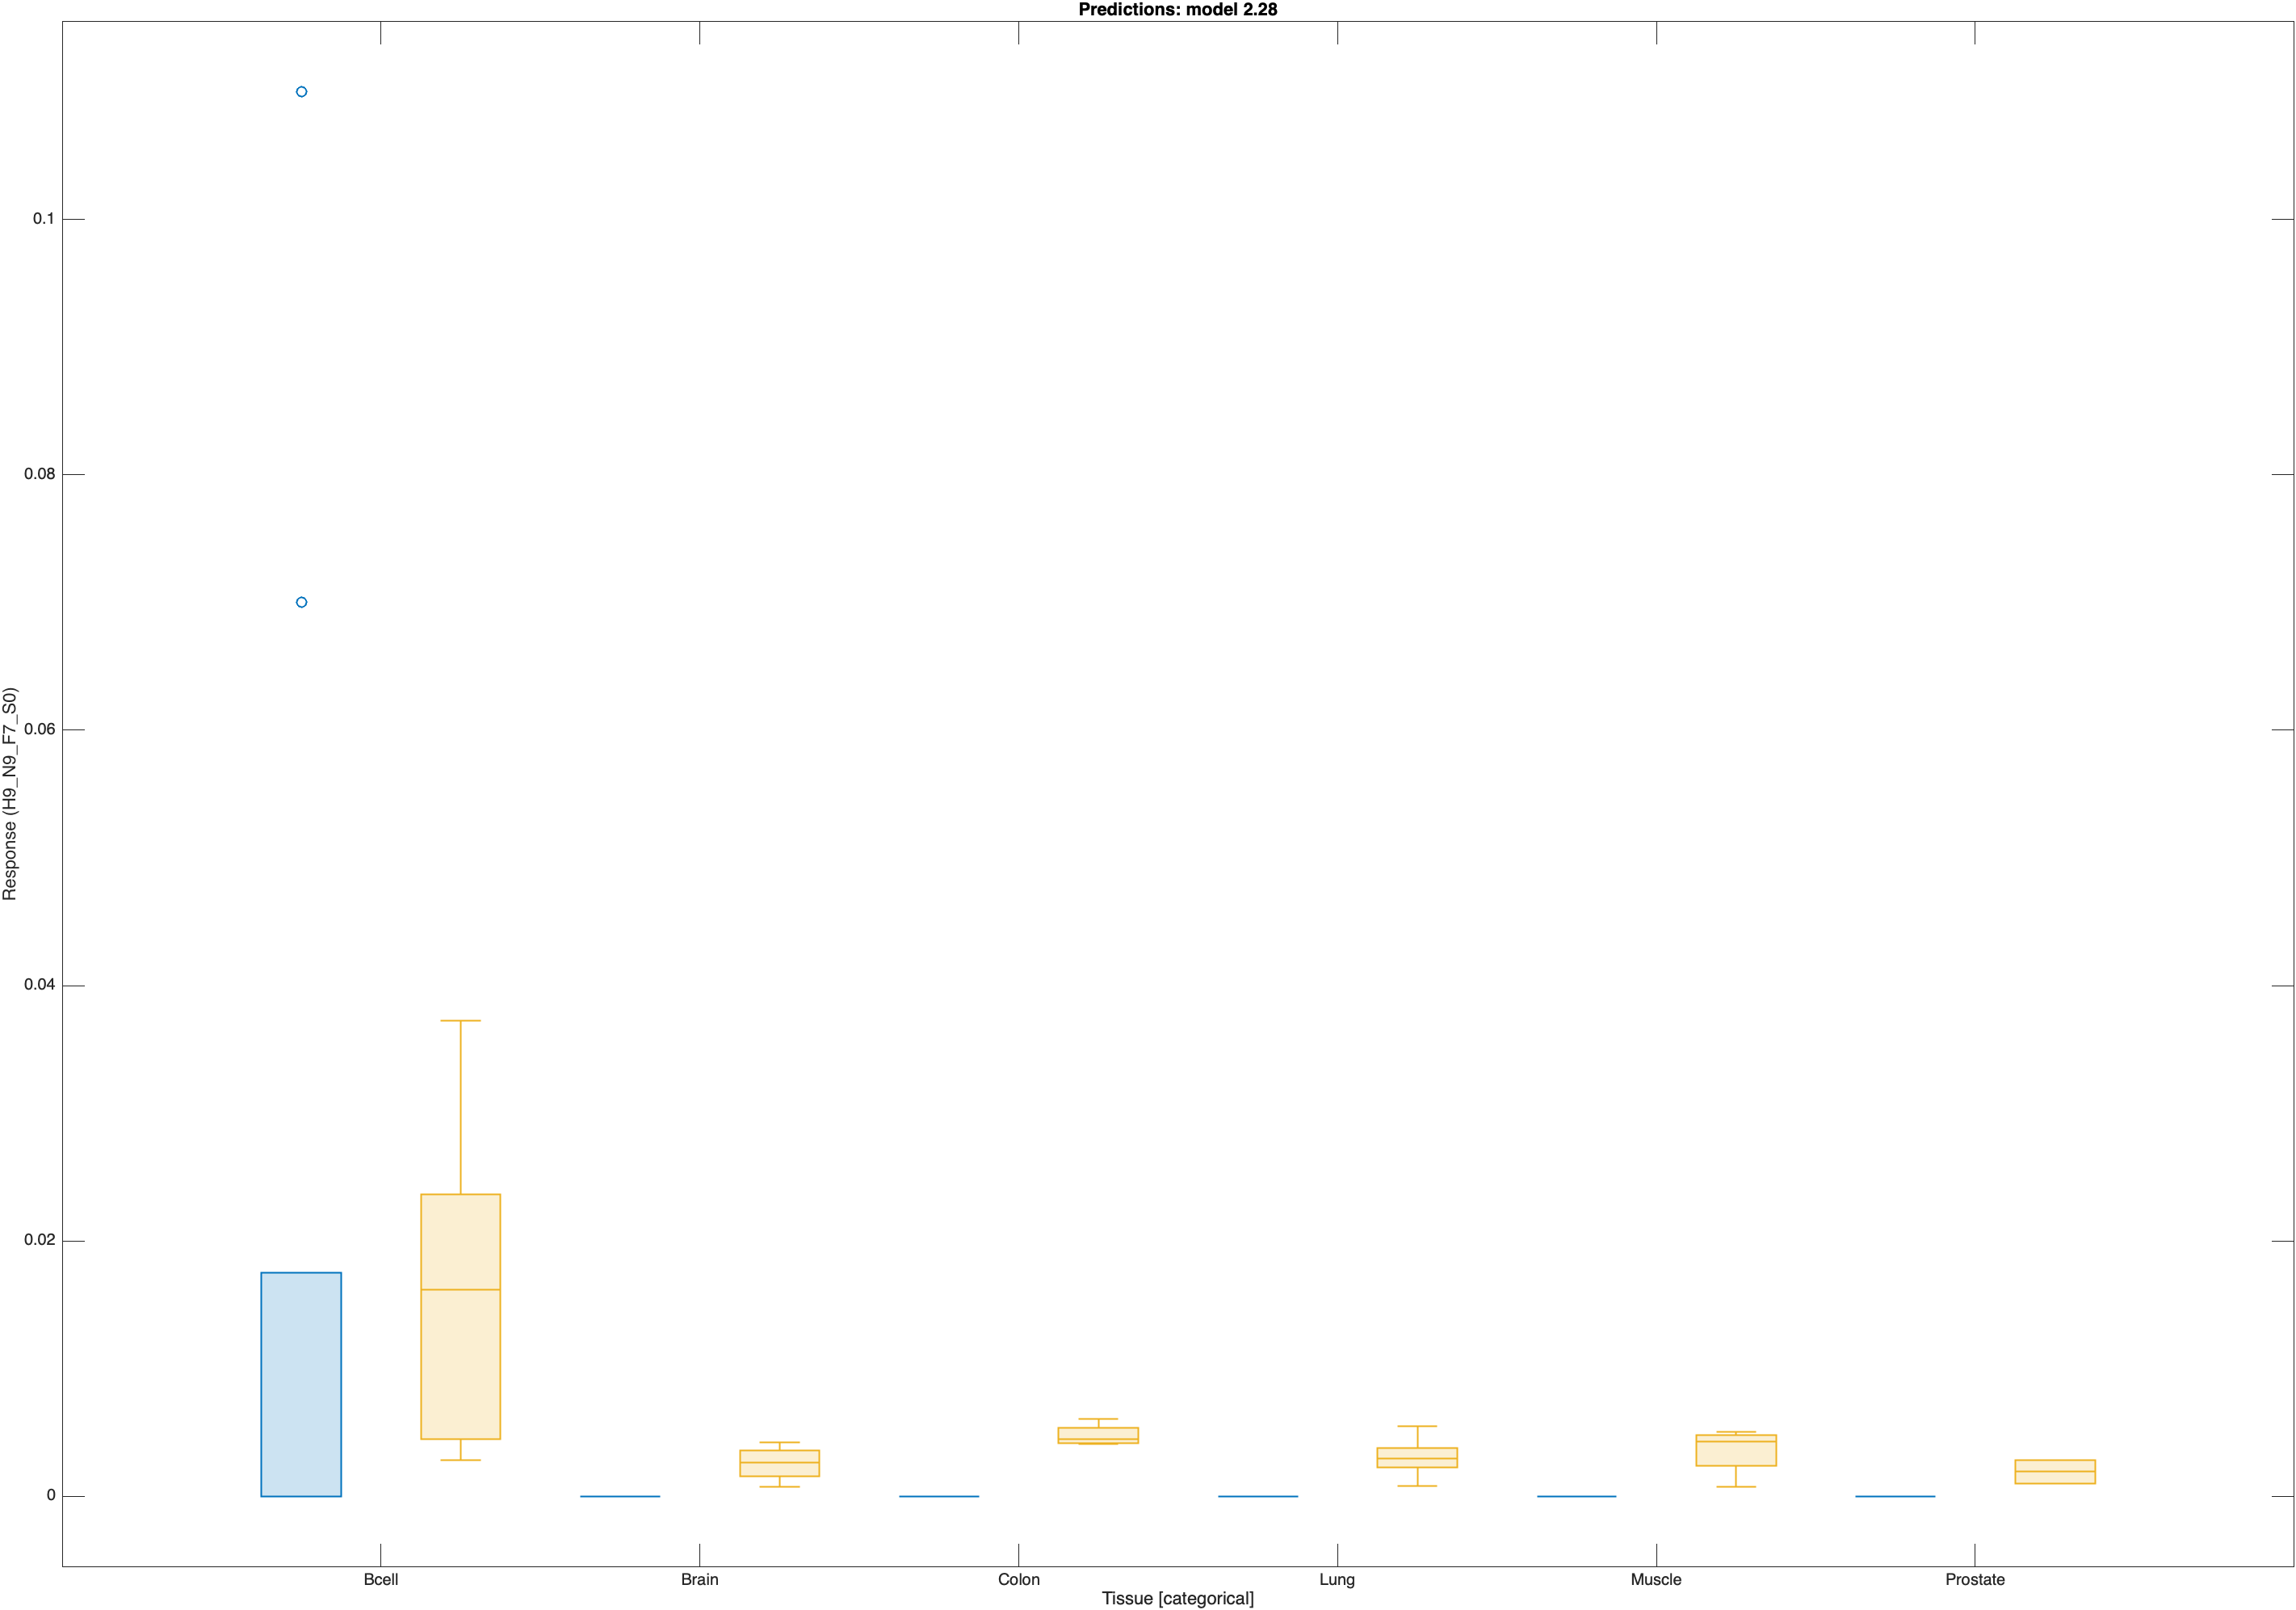 Predictions: model 2.28
Response (H9_N9_F7_S0)
0.1
0.08
0.06
0.04
0.02
0
Bcell Brain Colon Lung Muscle Prostate
Tissue [categorical]